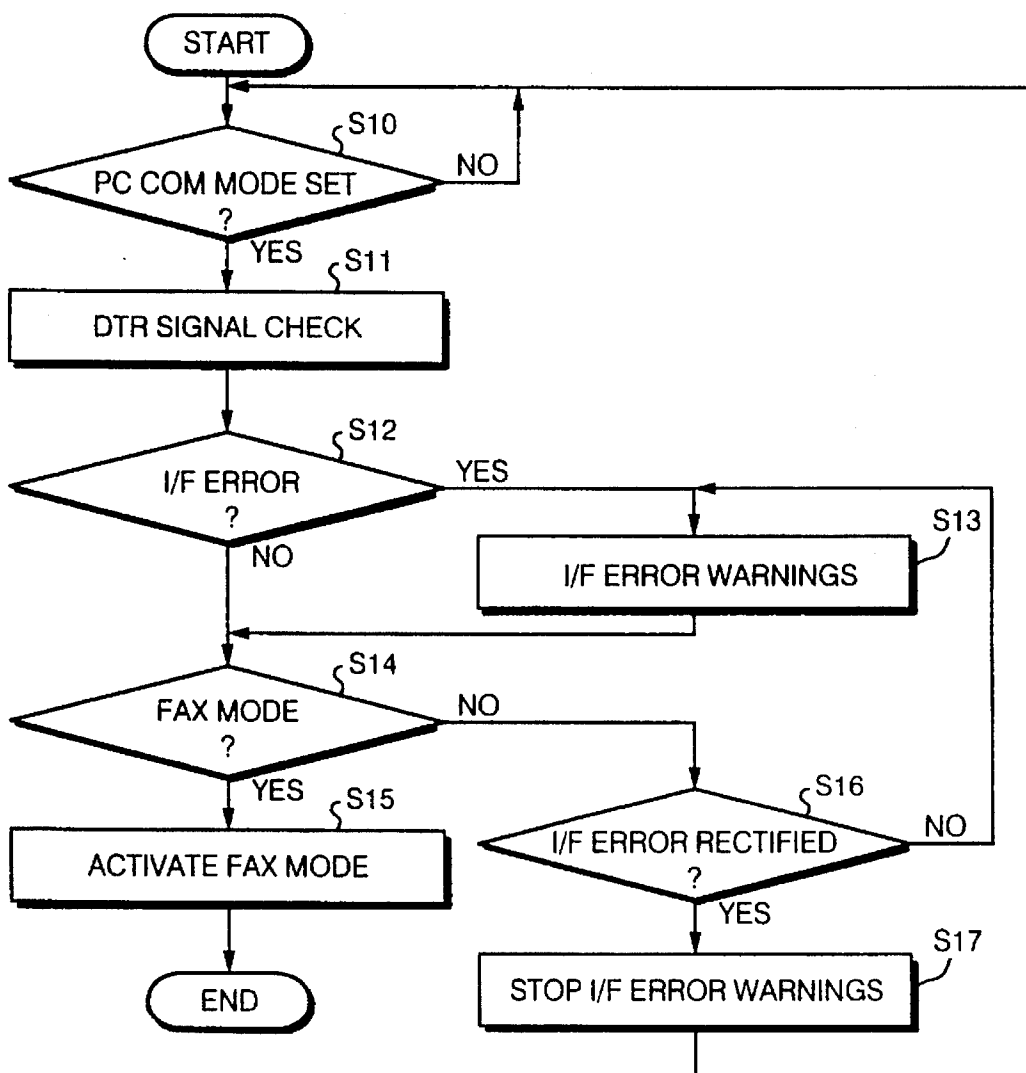 START
S10
PC COM MODE SET
?
NO
YES
S11
DTR SIGNAL CHECK
S12
I/F ERROR
?
YES
NO
S13
I/F ERROR WARNINGS
S14
FAX MODE
?
NO
YES
S15
ACTIVATE FAX MODE
S16
I/F ERROR RECTIFIED
?
NO
YES
S17
STOP I/F ERROR WARNINGS
END